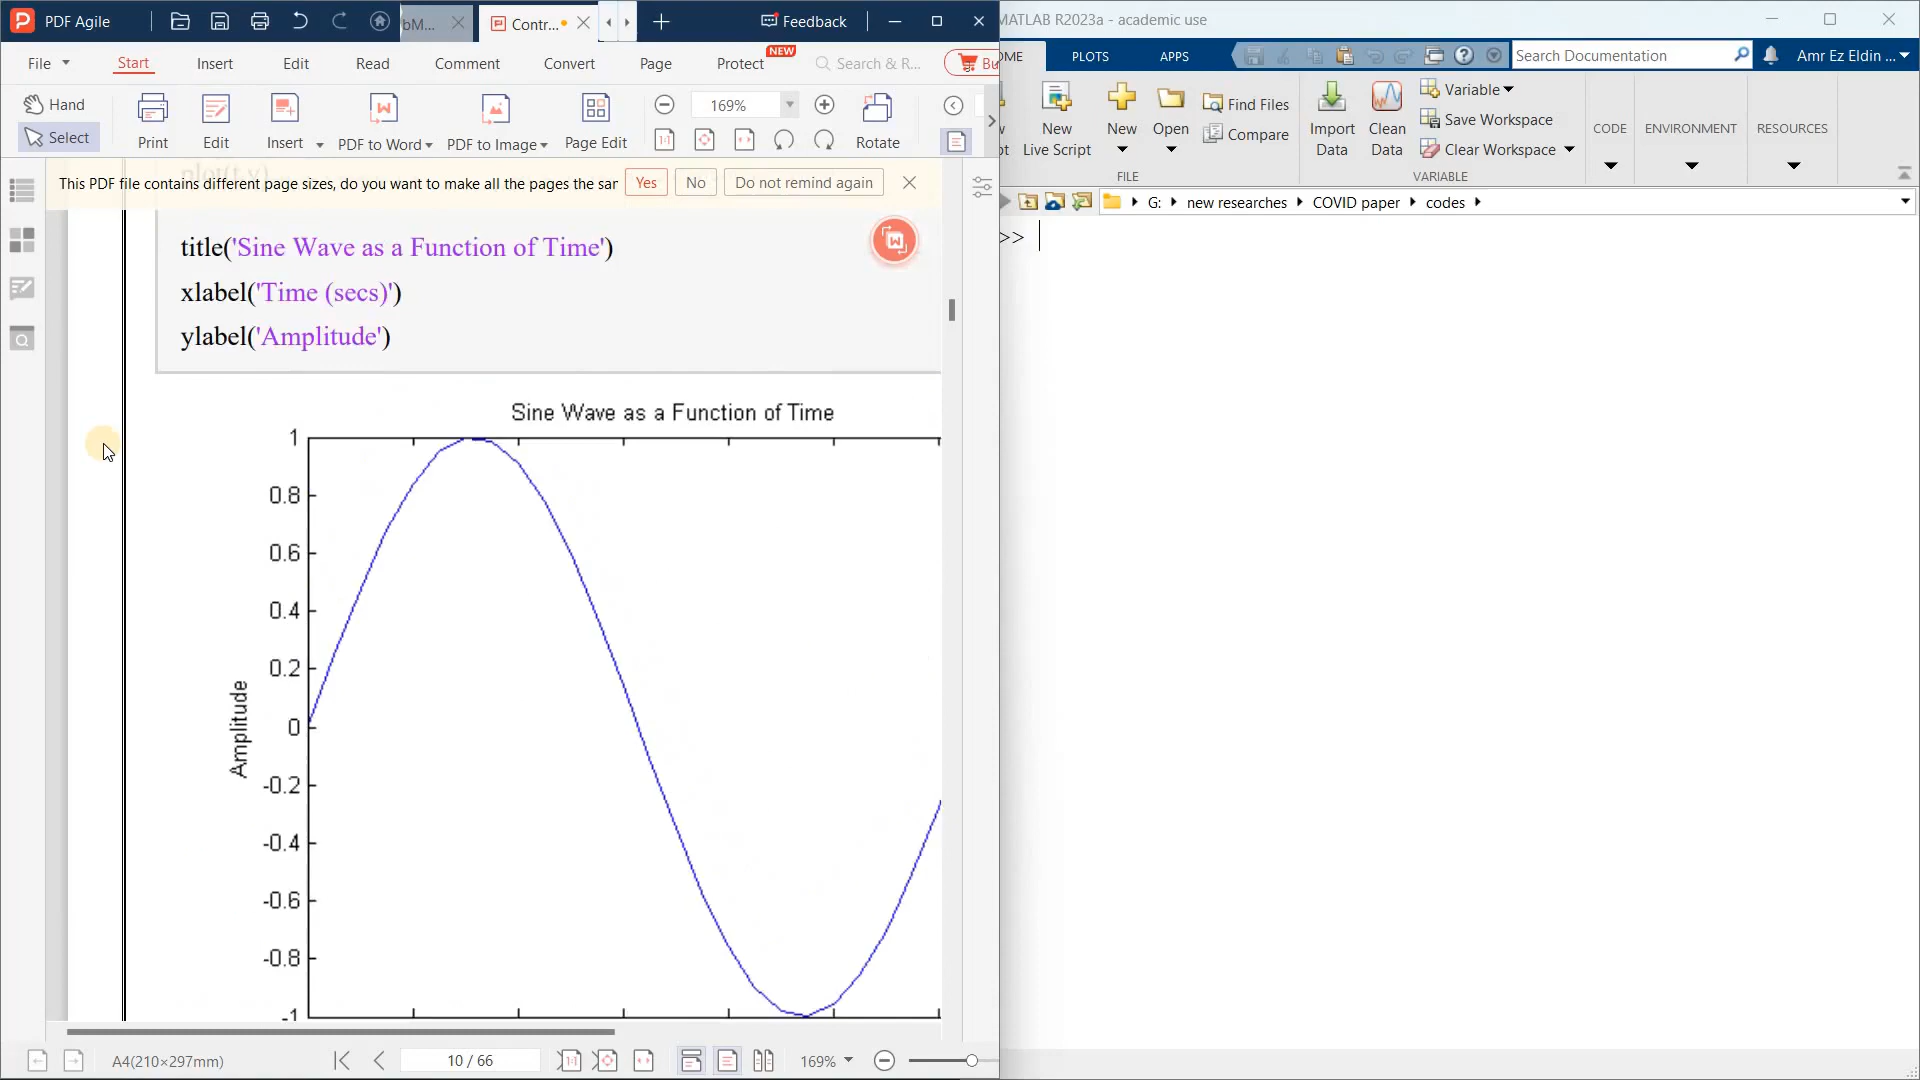 PDF Agile
bM...
Contr...
Feedback
File
Start
Insert
Edit
Read
Comment
Convert
Page
Protect
NEW
Search & R...
Bu
Hand
Select
Print
Edit
Insert
PDF to Word
PDF to Image
Page Edit
169%
Rotate
This PDF file contains different page sizes, do you want to make all the pages the sar
Yes
No
Do not remind again
plot(t,y)
title('Sine Wave as a Function of Time')
xlabel('Time (secs)')
ylabel('Amplitude')
Sine Wave as a Function of Time
1
0.8
0.6
0.4
0.2
0
-0.2
-0.4
-0.6
-0.8
-1
Amplitude
A4(210×297mm)
10 / 66
169%
MATLAB R2023a - academic use
OME
PLOTS
APPS
Search Documentation
Amr Ez Eldin ...
w
pt
New
Live Script
New
Open
Find Files
Compare
FILE
Import
Data
Clean
Data
Variable
Save Workspace
Clear Workspace
VARIABLE
CODE
ENVIRONMENT
RESOURCES
G:
new researches
COVID paper
codes
>>